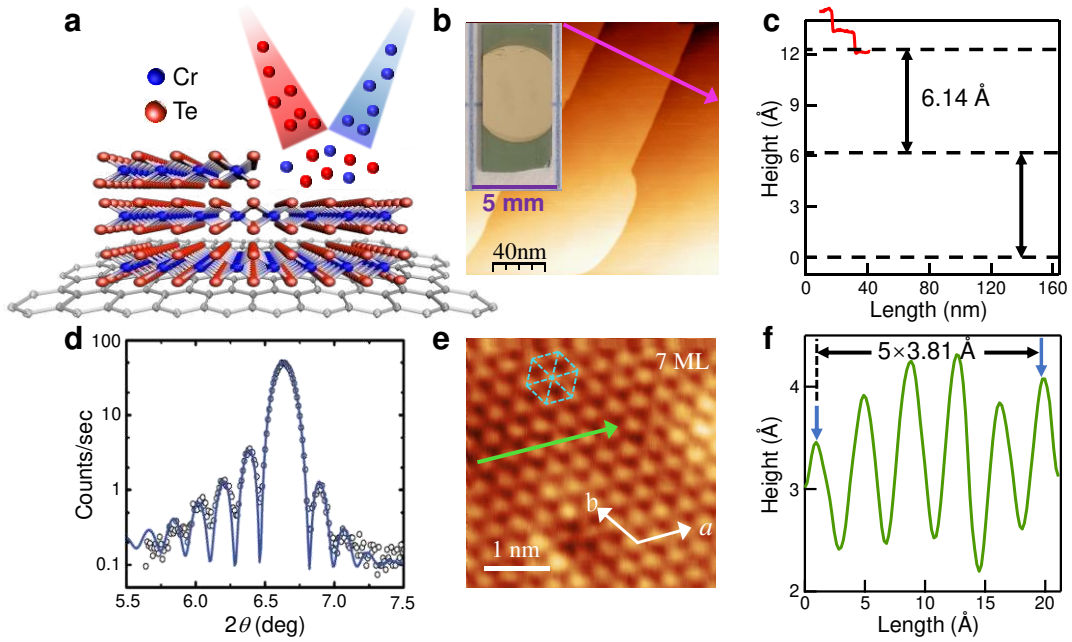 a
Cr
Te
b
5 mm
40nm
c
Height (Å)
12
9
6
3
0
6.14 Å
0
40
80
120
160
Length (nm)
d
Counts/sec
100
10
1
0.1
5.5
6.0
6.5
7.0
7.5
2θ (deg)
e
7 ML
b
a
1 nm
f
5×3.81 Å
Height (Å)
4
3
2
0
5
10
15
20
Length (Å)